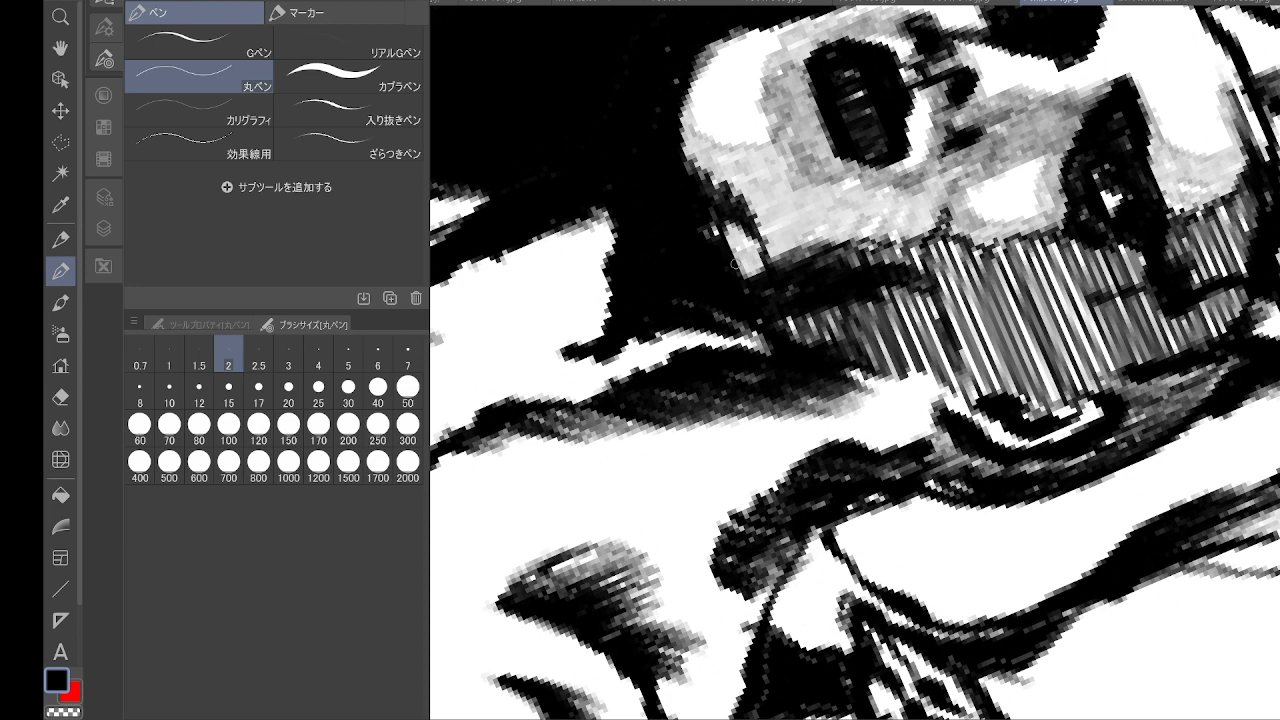 ペン マーカー
Gペン リアルGペン
丸ペン カブラペン
カリグラフィ 入り抜きペン
効果線用 ざらつきペン
サブツールを追加する
ツールプロパティ[丸ペン] ブラシサイズ[丸ペン]
0.7 1 1.5 2 2.5 3 4 5 6 7
8 10 12 15 17 20 25 30 40 50
60 70 80 100 120 150 170 200 250 300
400 500 600 700 800 1000 1200 1500 1700 2000
A